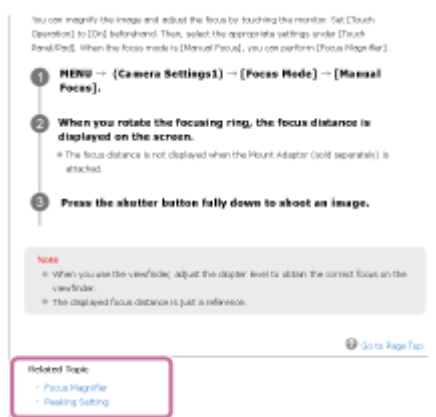 You can magnify the image and adjust the focus by touching the monitor. Set [Touch
Operation] to [On] beforehand. Then, select the appropriate settings under [Touch
Panel/Pad]. When the focus mode is [Manual Focus], you can perform [Focus Magnifier].
1 MENU → (Camera Settings1) → [Focus Mode] → [Manual
Focus].
2 When you rotate the focusing ring, the focus distance is
displayed on the screen.
The focus distance is not displayed when the Mount Adaptor (sold separately) is
attached.
3 Press the shutter button fully down to shoot an image.
Note
When you use the viewfinder, adjust the diopter level to obtain the correct focus on the
viewfinder.
The displayed focus distance is just a reference.
Go to Page Top
Related Topic
Focus Magnifier
Peaking Setting